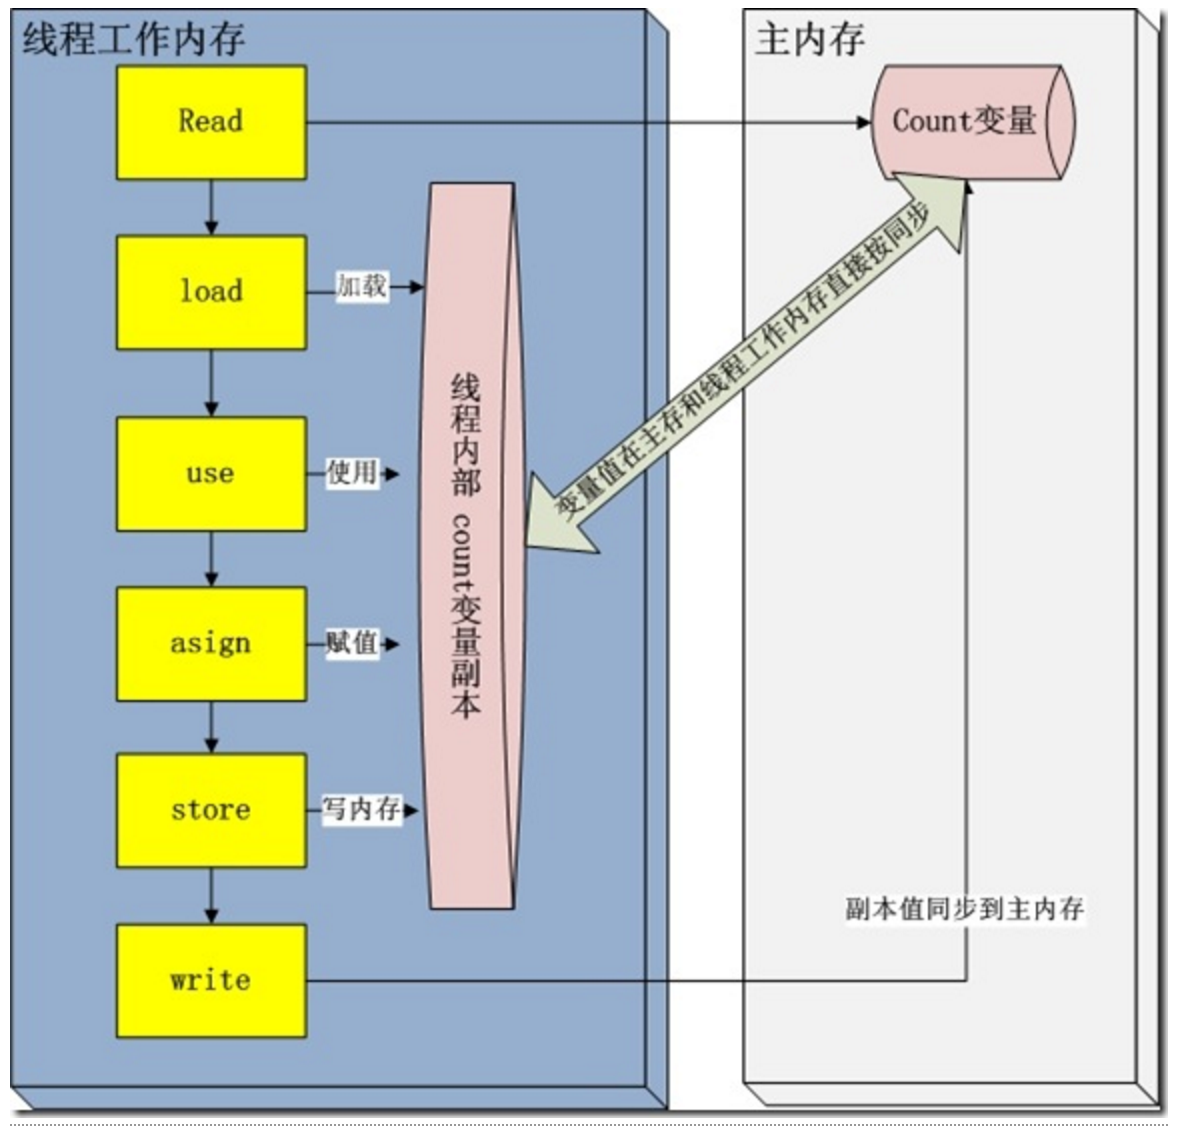 线程工作内存
主内存
Read
Count变量
load
加载
变量值在主存和线程工作内存直接按同步
线程内部 count变量副本
use
使用
asign
赋值
store
写内存
副本值同步到主内存
write